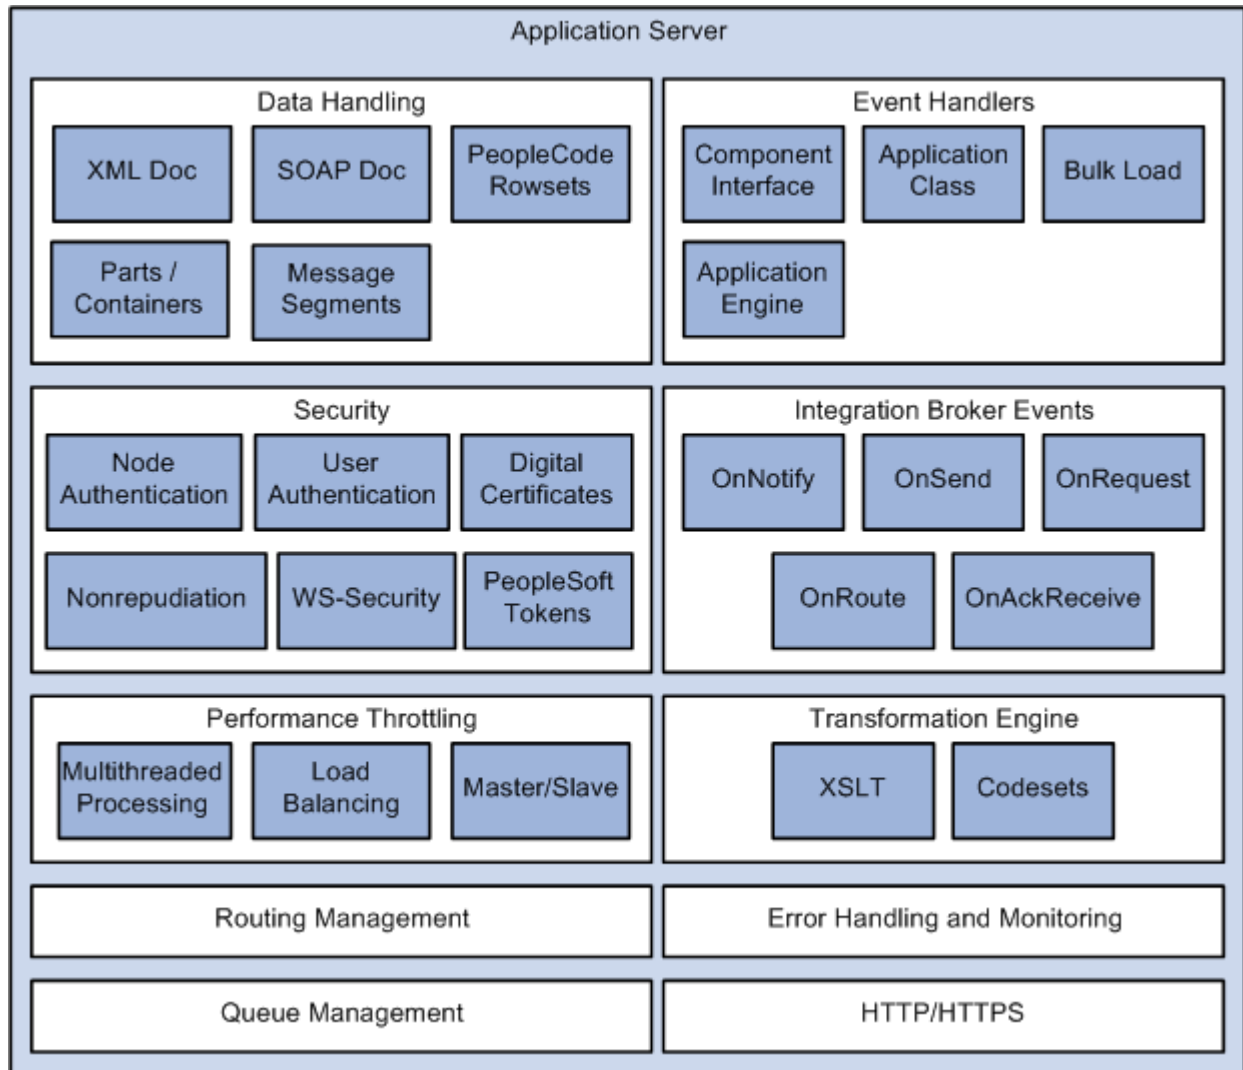 Application Server
Data Handling
XML Doc
SOAP Doc
PeopleCode
Rowsets
Parts /
Containers
Message
Segments
Event Handlers
Component
Interface
Application
Class
Bulk Load
Application
Engine
Security
Node
Authentication
User
Authentication
Digital
Certificates
Nonrepudiation
WS-Security
PeopleSoft
Tokens
Integration Broker Events
OnNotify
OnSend
OnRequest
OnRoute
OnAckReceive
Performance Throttling
Multithreaded
Processing
Load
Balancing
Master/Slave
Transformation Engine
XSLT
Codesets
Routing Management
Error Handling and Monitoring
Queue Management
HTTP/HTTPS